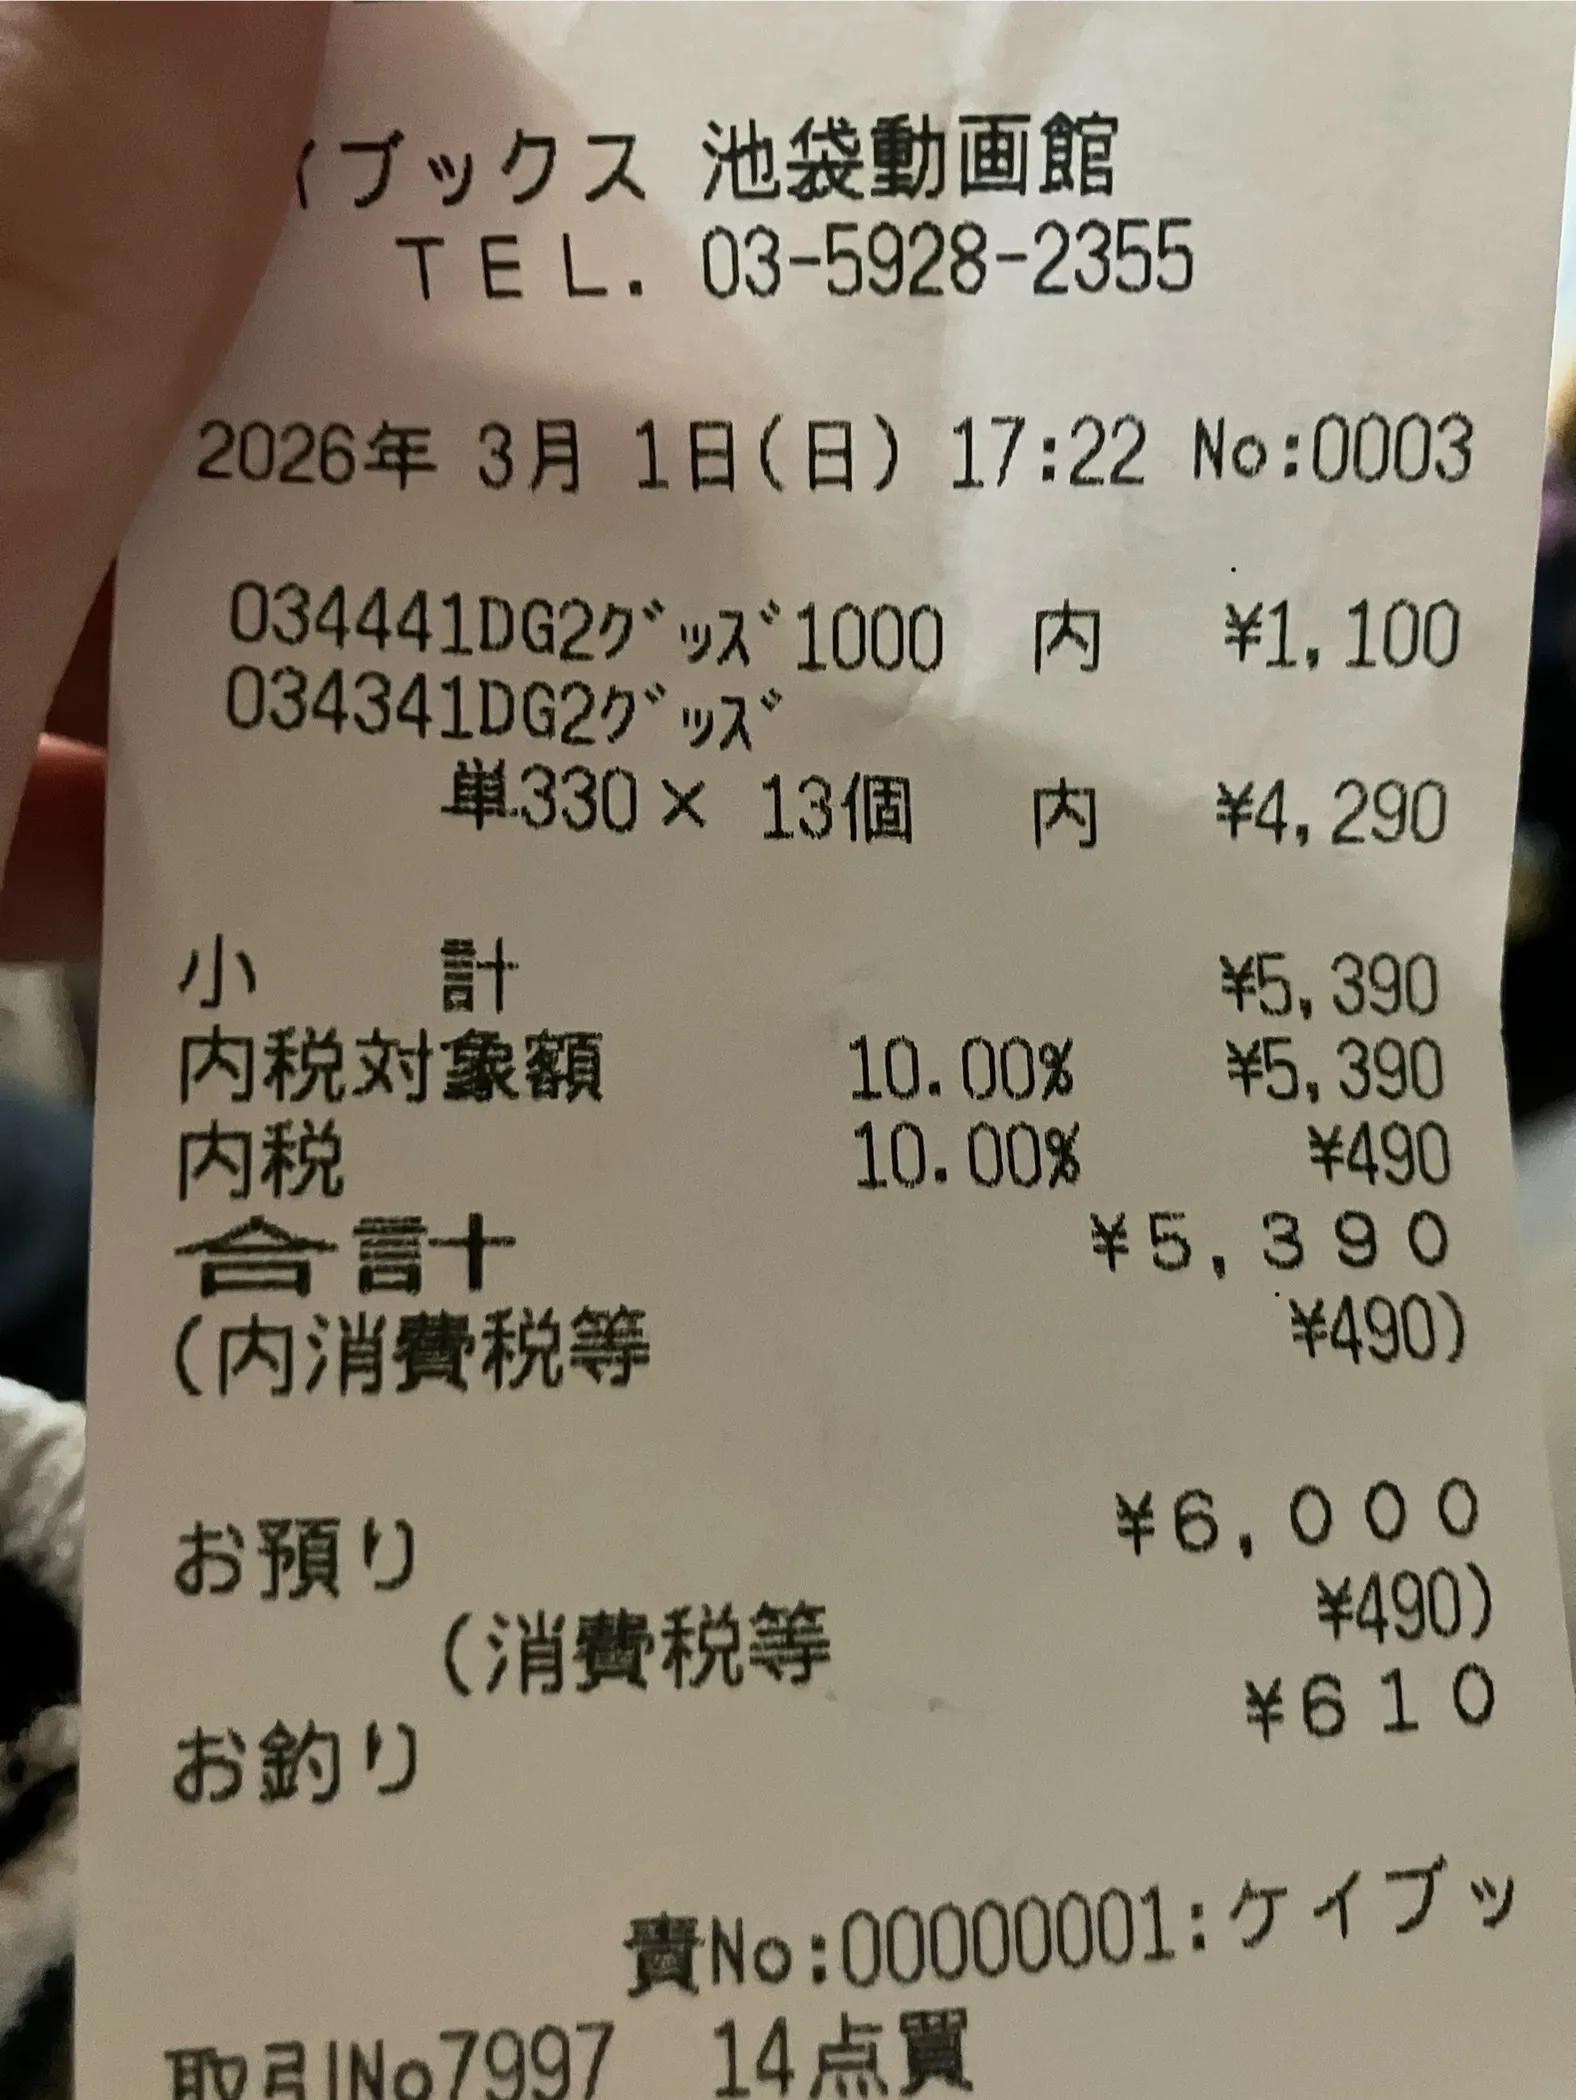 ィブックス 池袋動画館
TEL. 03-5928-2355
2026年 3月 1日(日) 17:22 No:0003
034441DG2グッズ1000 内 ¥1,100
034341DG2グッズ
単330× 13個 内 ¥4,290
小 計 ¥5,390
内税対象額 10.00% ¥5,390
内税 10.00% ¥490
合計 ¥5,390
(内消費税等 ¥490)
お預り ¥6,000
(消費税等 ¥490)
お釣り ¥610
責No:00000001:ケイブッ
取引No7997 14点買